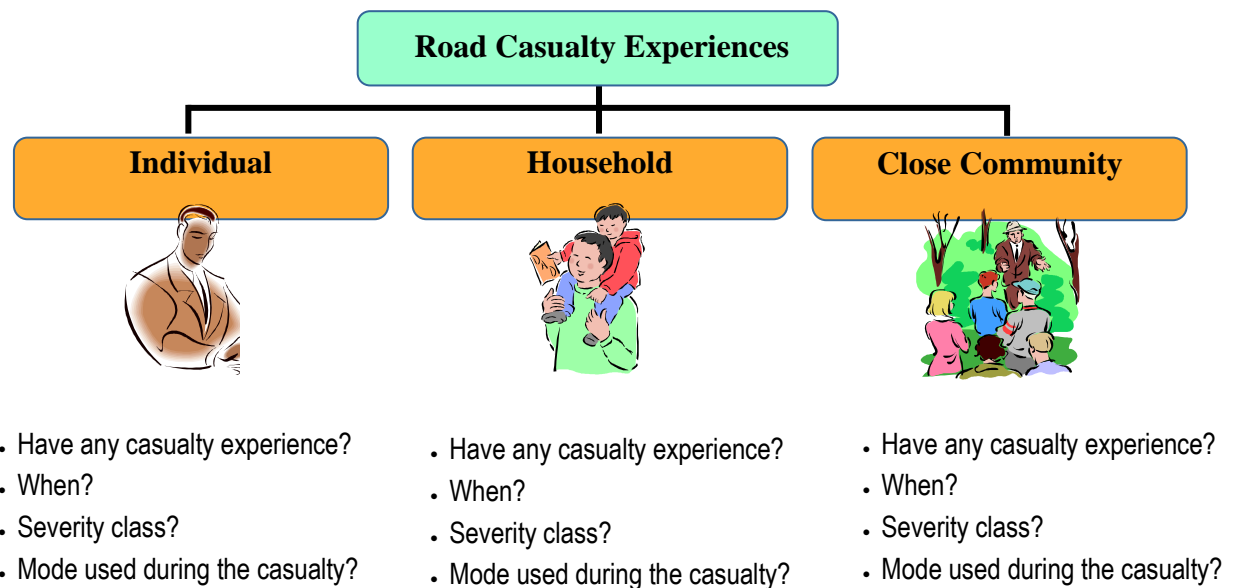 Road Casualty Experiences
Individual
Household
Close Community
• Have any casualty experience?
• When?
• Severity class?
• Mode used during the casualty?
• Have any casualty experience?
• When?
• Severity class?
• Mode used during the casualty?
• Have any casualty experience?
• When?
• Severity class?
• Mode used during the casualty?